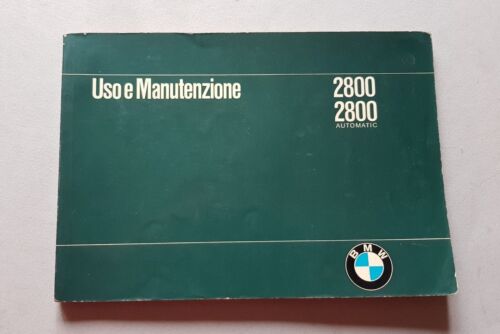 Uso e Manutenzione
2800
2800
AUTOMATIC
BMW